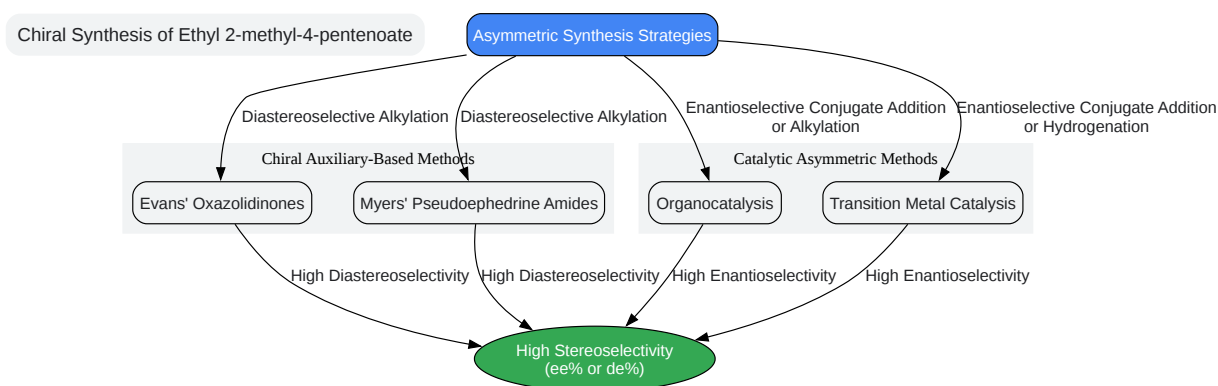 Chiral Synthesis of Ethyl 2-methyl-4-pentenoate
Asymmetric Synthesis Strategies
Diastereoselective Alkylation
Diastereoselective Alkylation
Enantioselective Conjugate Addition
or Alkylation
Enantioselective Conjugate Addition
or Hydrogenation
Chiral Auxiliary-Based Methods
Catalytic Asymmetric Methods
Evans' Oxazolidinones
Myers' Pseudoephedrine Amides
Organocatalysis
Transition Metal Catalysis
High Diastereoselectivity
High Diastereoselectivity
High Enantioselectivity
High Enantioselectivity
High Stereoselectivity
(ee% or de%)